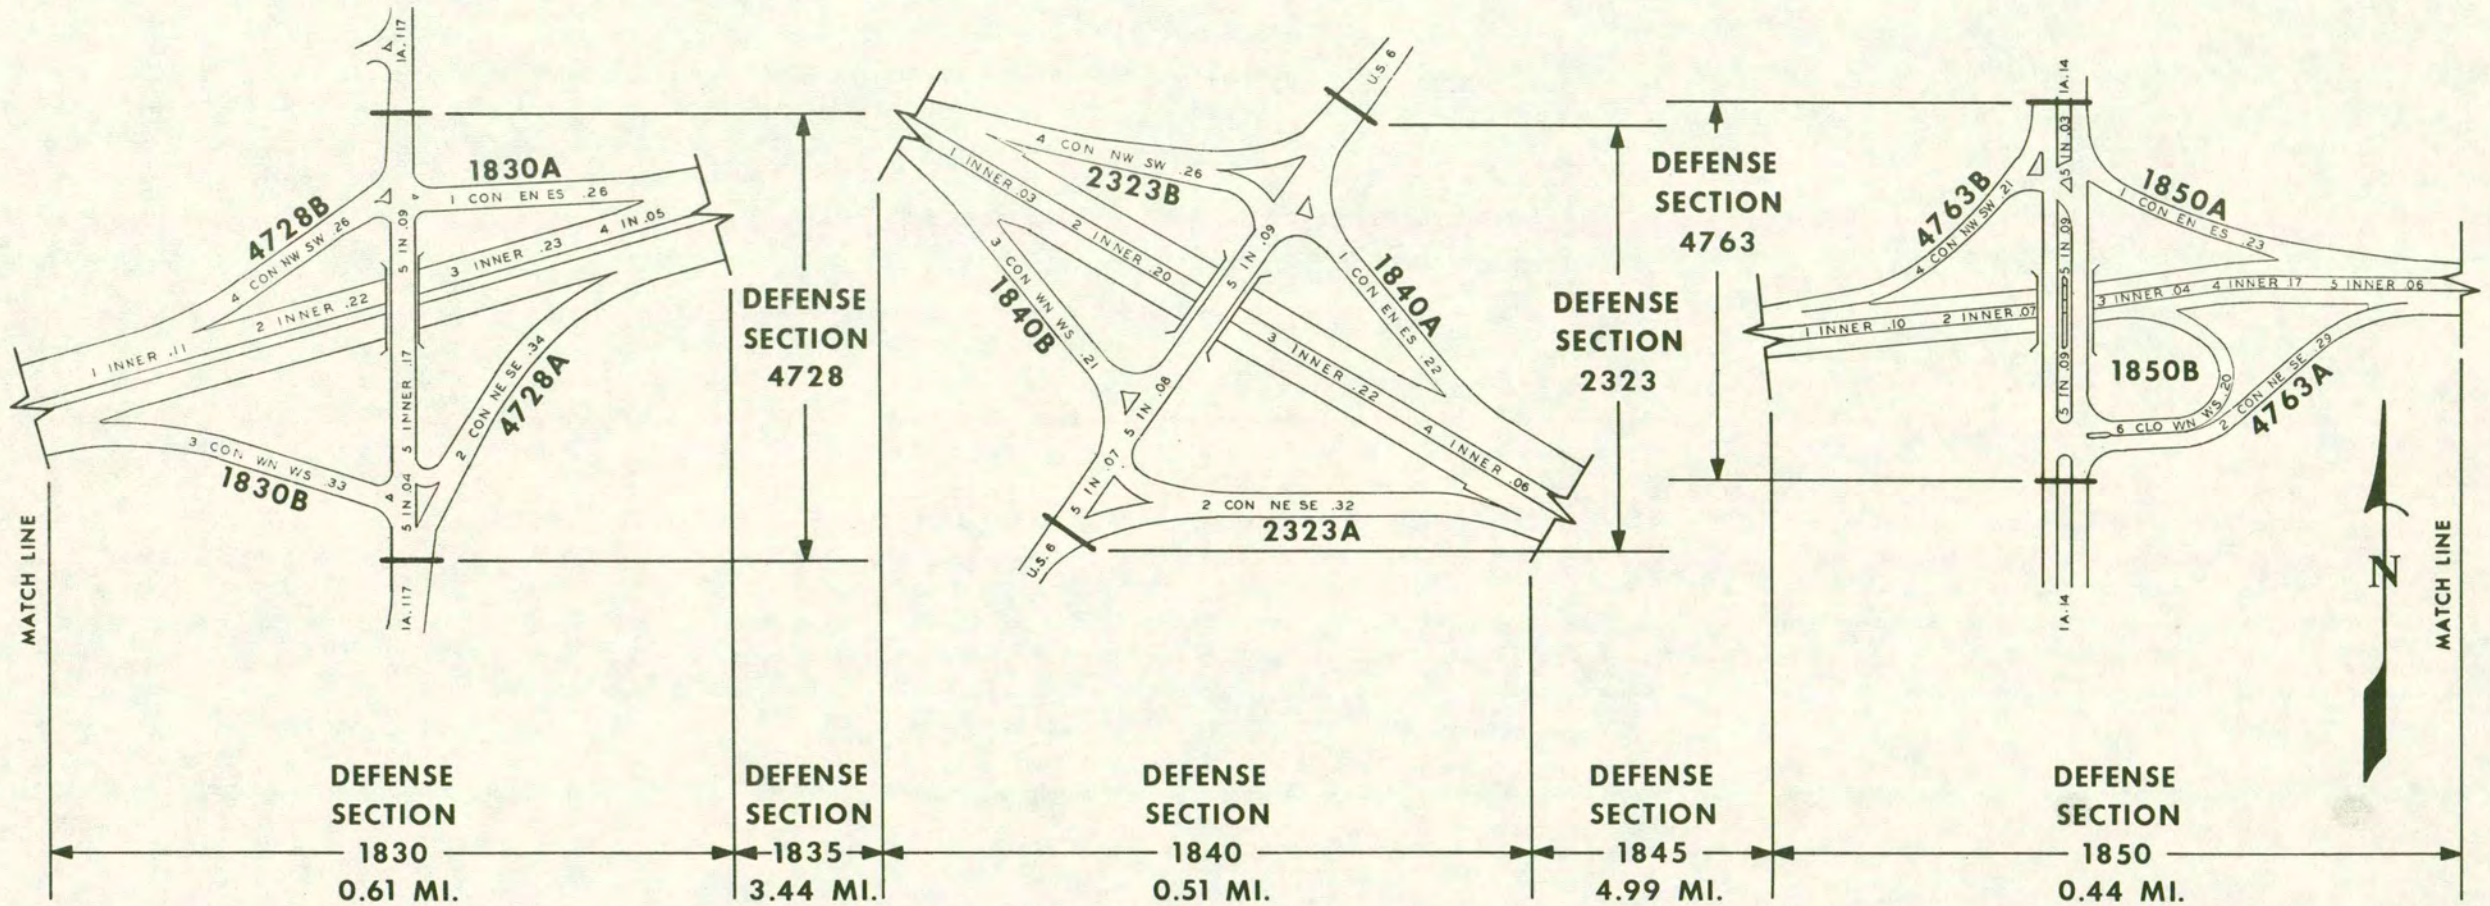 IA. 117
1830A
1 CON EN ES .26
4728B
4 CON NW SW .26
5 IN .09
4 IN .05
3 INNER .23
2 INNER .22
1 INNER .11
5 INNER .17
2 CON NE SE .34
4728A
3 CON WN WS .33
1830B
5 IN .04
IA. 117
MATCH LINE
DEFENSE
SECTION
4728
U.S. 6
4 CON NW SW .26
2323B
1 INNER .03
2 INNER .20
5 IN .09
3 CON WN WS .21
1840B
1 CON EN ES .22
1840A
3 INNER .22
4 INNER .06
5 IN .08
5 IN .07
2 CON NE SE .32
2323A
U.S. 6
DEFENSE
SECTION
2323
DEFENSE
SECTION
4763
IA. 14
5 IN .03
4763B
4 CON NW SW .21
1850A
1 CON EN ES .23
5 IN .09
1 INNER .10
2 INNER .07
3 INNER .04
4 INNER .17
5 INNER .06
5 IN .09
1850B
6 CLO WN WS .20
2 CON NE SE .29
4763A
IA. 14
N
MATCH LINE
DEFENSE
SECTION
1830
0.61 MI.
DEFENSE
SECTION
1835
3.44 MI.
DEFENSE
SECTION
1840
0.51 MI.
DEFENSE
SECTION
1845
4.99 MI.
DEFENSE
SECTION
1850
0.44 MI.